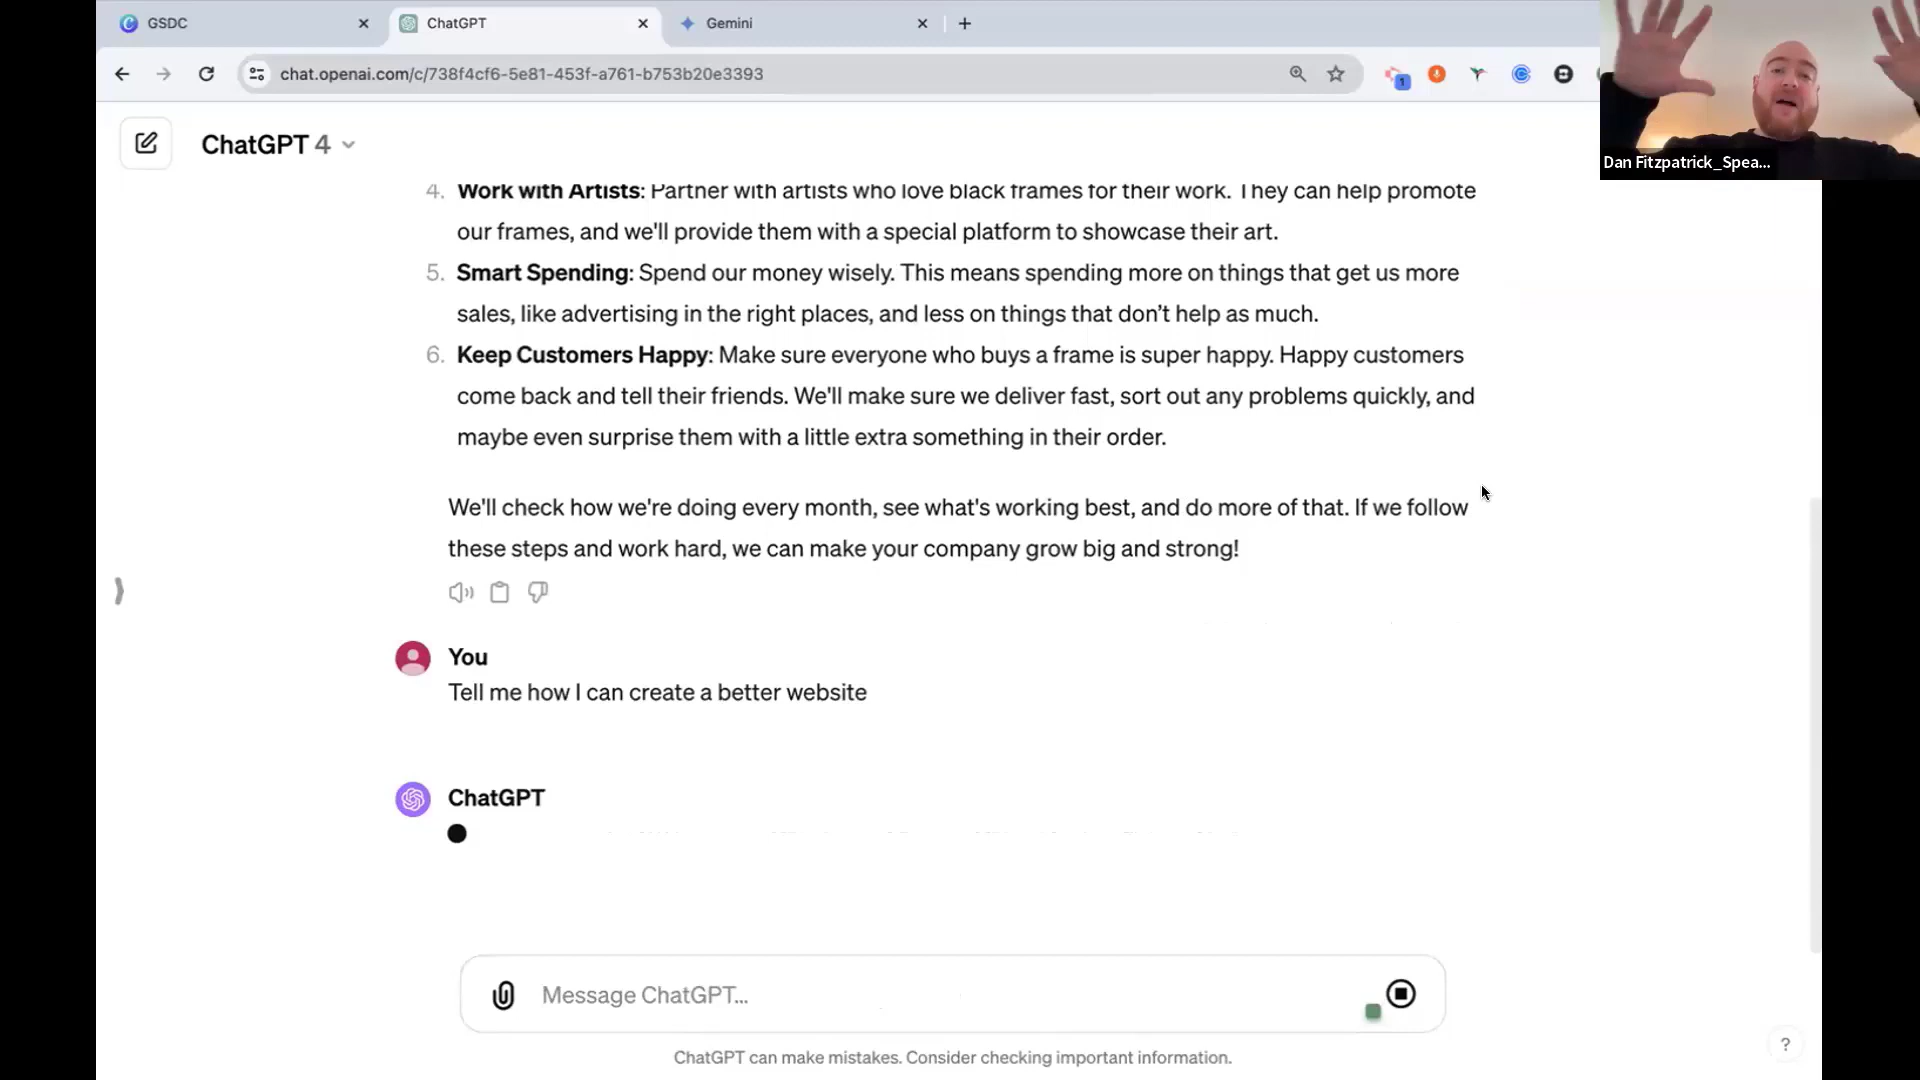 GSDC
ChatGPT
Gemini
chat.openai.com/c/738f4cf6-5e81-453f-a761-b753b20e3393
1
Dan Fitzpatrick_Spea...
ChatGPT 4
4. Work with Artists: Partner with artists who love black frames for their work. They can help promote
our frames, and we'll provide them with a special platform to showcase their art.
5. Smart Spending: Spend our money wisely. This means spending more on things that get us more
sales, like advertising in the right places, and less on things that don’t help as much.
6. Keep Customers Happy: Make sure everyone who buys a frame is super happy. Happy customers
come back and tell their friends. We'll make sure we deliver fast, sort out any problems quickly, and
maybe even surprise them with a little extra something in their order.
We'll check how we're doing every month, see what's working best, and do more of that. If we follow
these steps and work hard, we can make your company grow big and strong!
You
Tell me how I can create a better website
ChatGPT
Message ChatGPT...
ChatGPT can make mistakes. Consider checking important information.
?